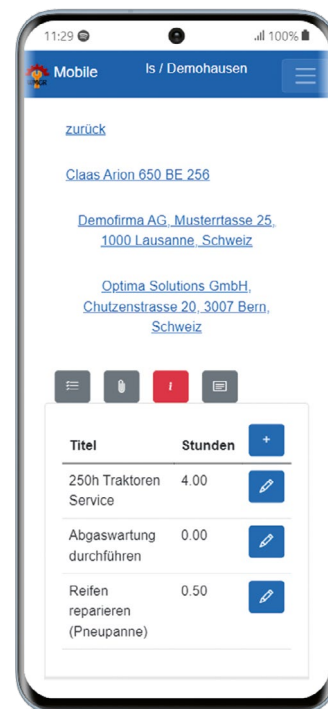 11:29 100%
Mobile ls / Demohausen
zurück
Claas Arion 650 BE 256
Demofirma AG, Musterrtasse 25,
1000 Lausanne, Schweiz
Optima Solutions GmbH,
Chutzenstrasse 20, 3007 Bern,
Schweiz
i
Titel Stunden +
250h Traktoren 4.00
Service
Abgaswartung 0.00
durchführen
Reifen 0.50
reparieren
(Pneupanne)